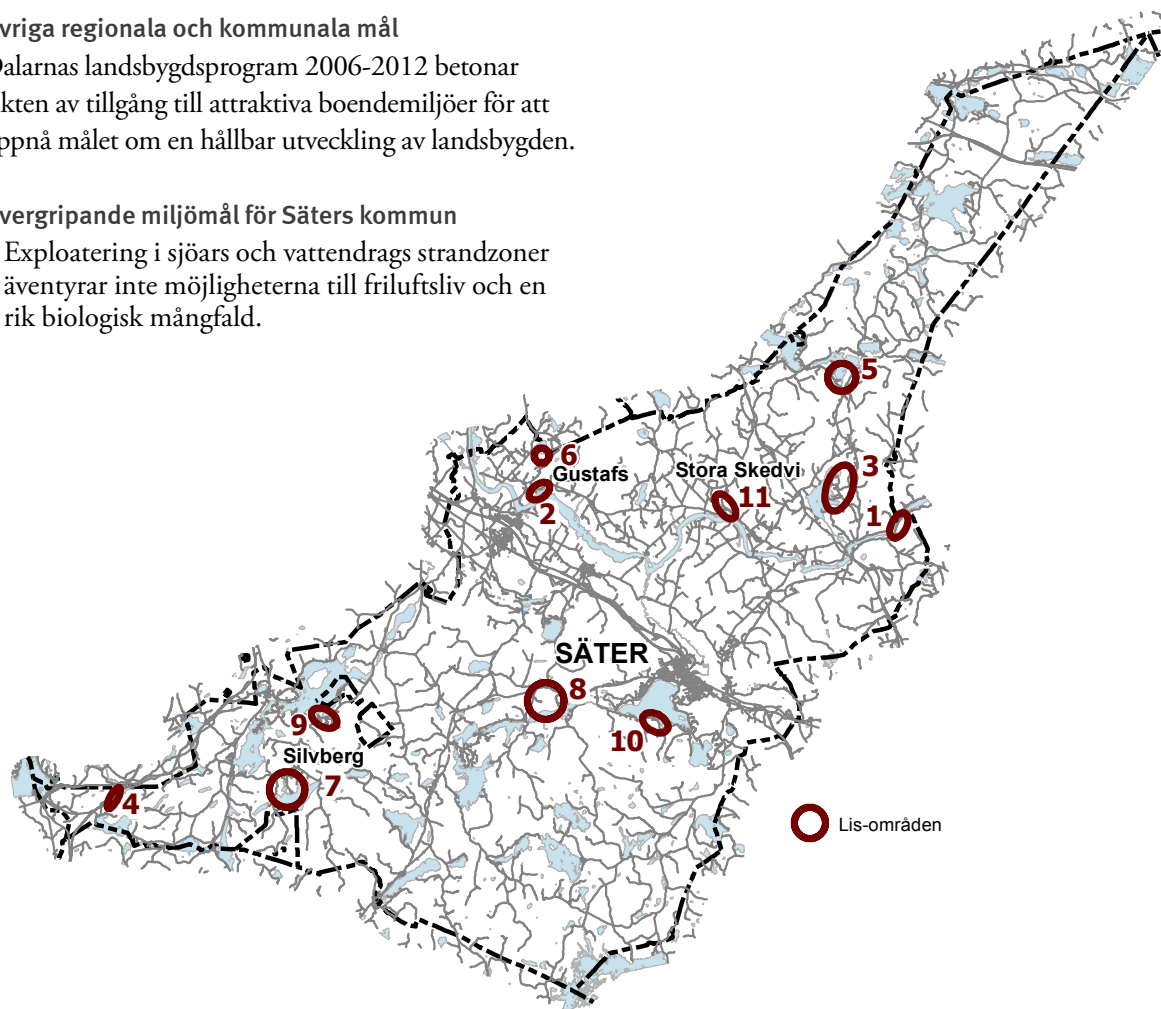 vriga regionala och kommunala mål
Dalarnas landsbygdsprogram 2006-2012 betonar
kten av tillgång till attraktiva boendemiljöer för att
ppnå målet om en hållbar utveckling av landsbygden.
vergripande miljömål för Säters kommun
Exploatering i sjöars och vattendrags strandzoner
äventyrar inte möjligheterna till friluftsliv och en
rik biologisk mångfald.
5
6
Gustafs
Stora Skedvi
3
2
11
1
SÄTER
8
9
10
Silvberg
7
4
Lis-områden